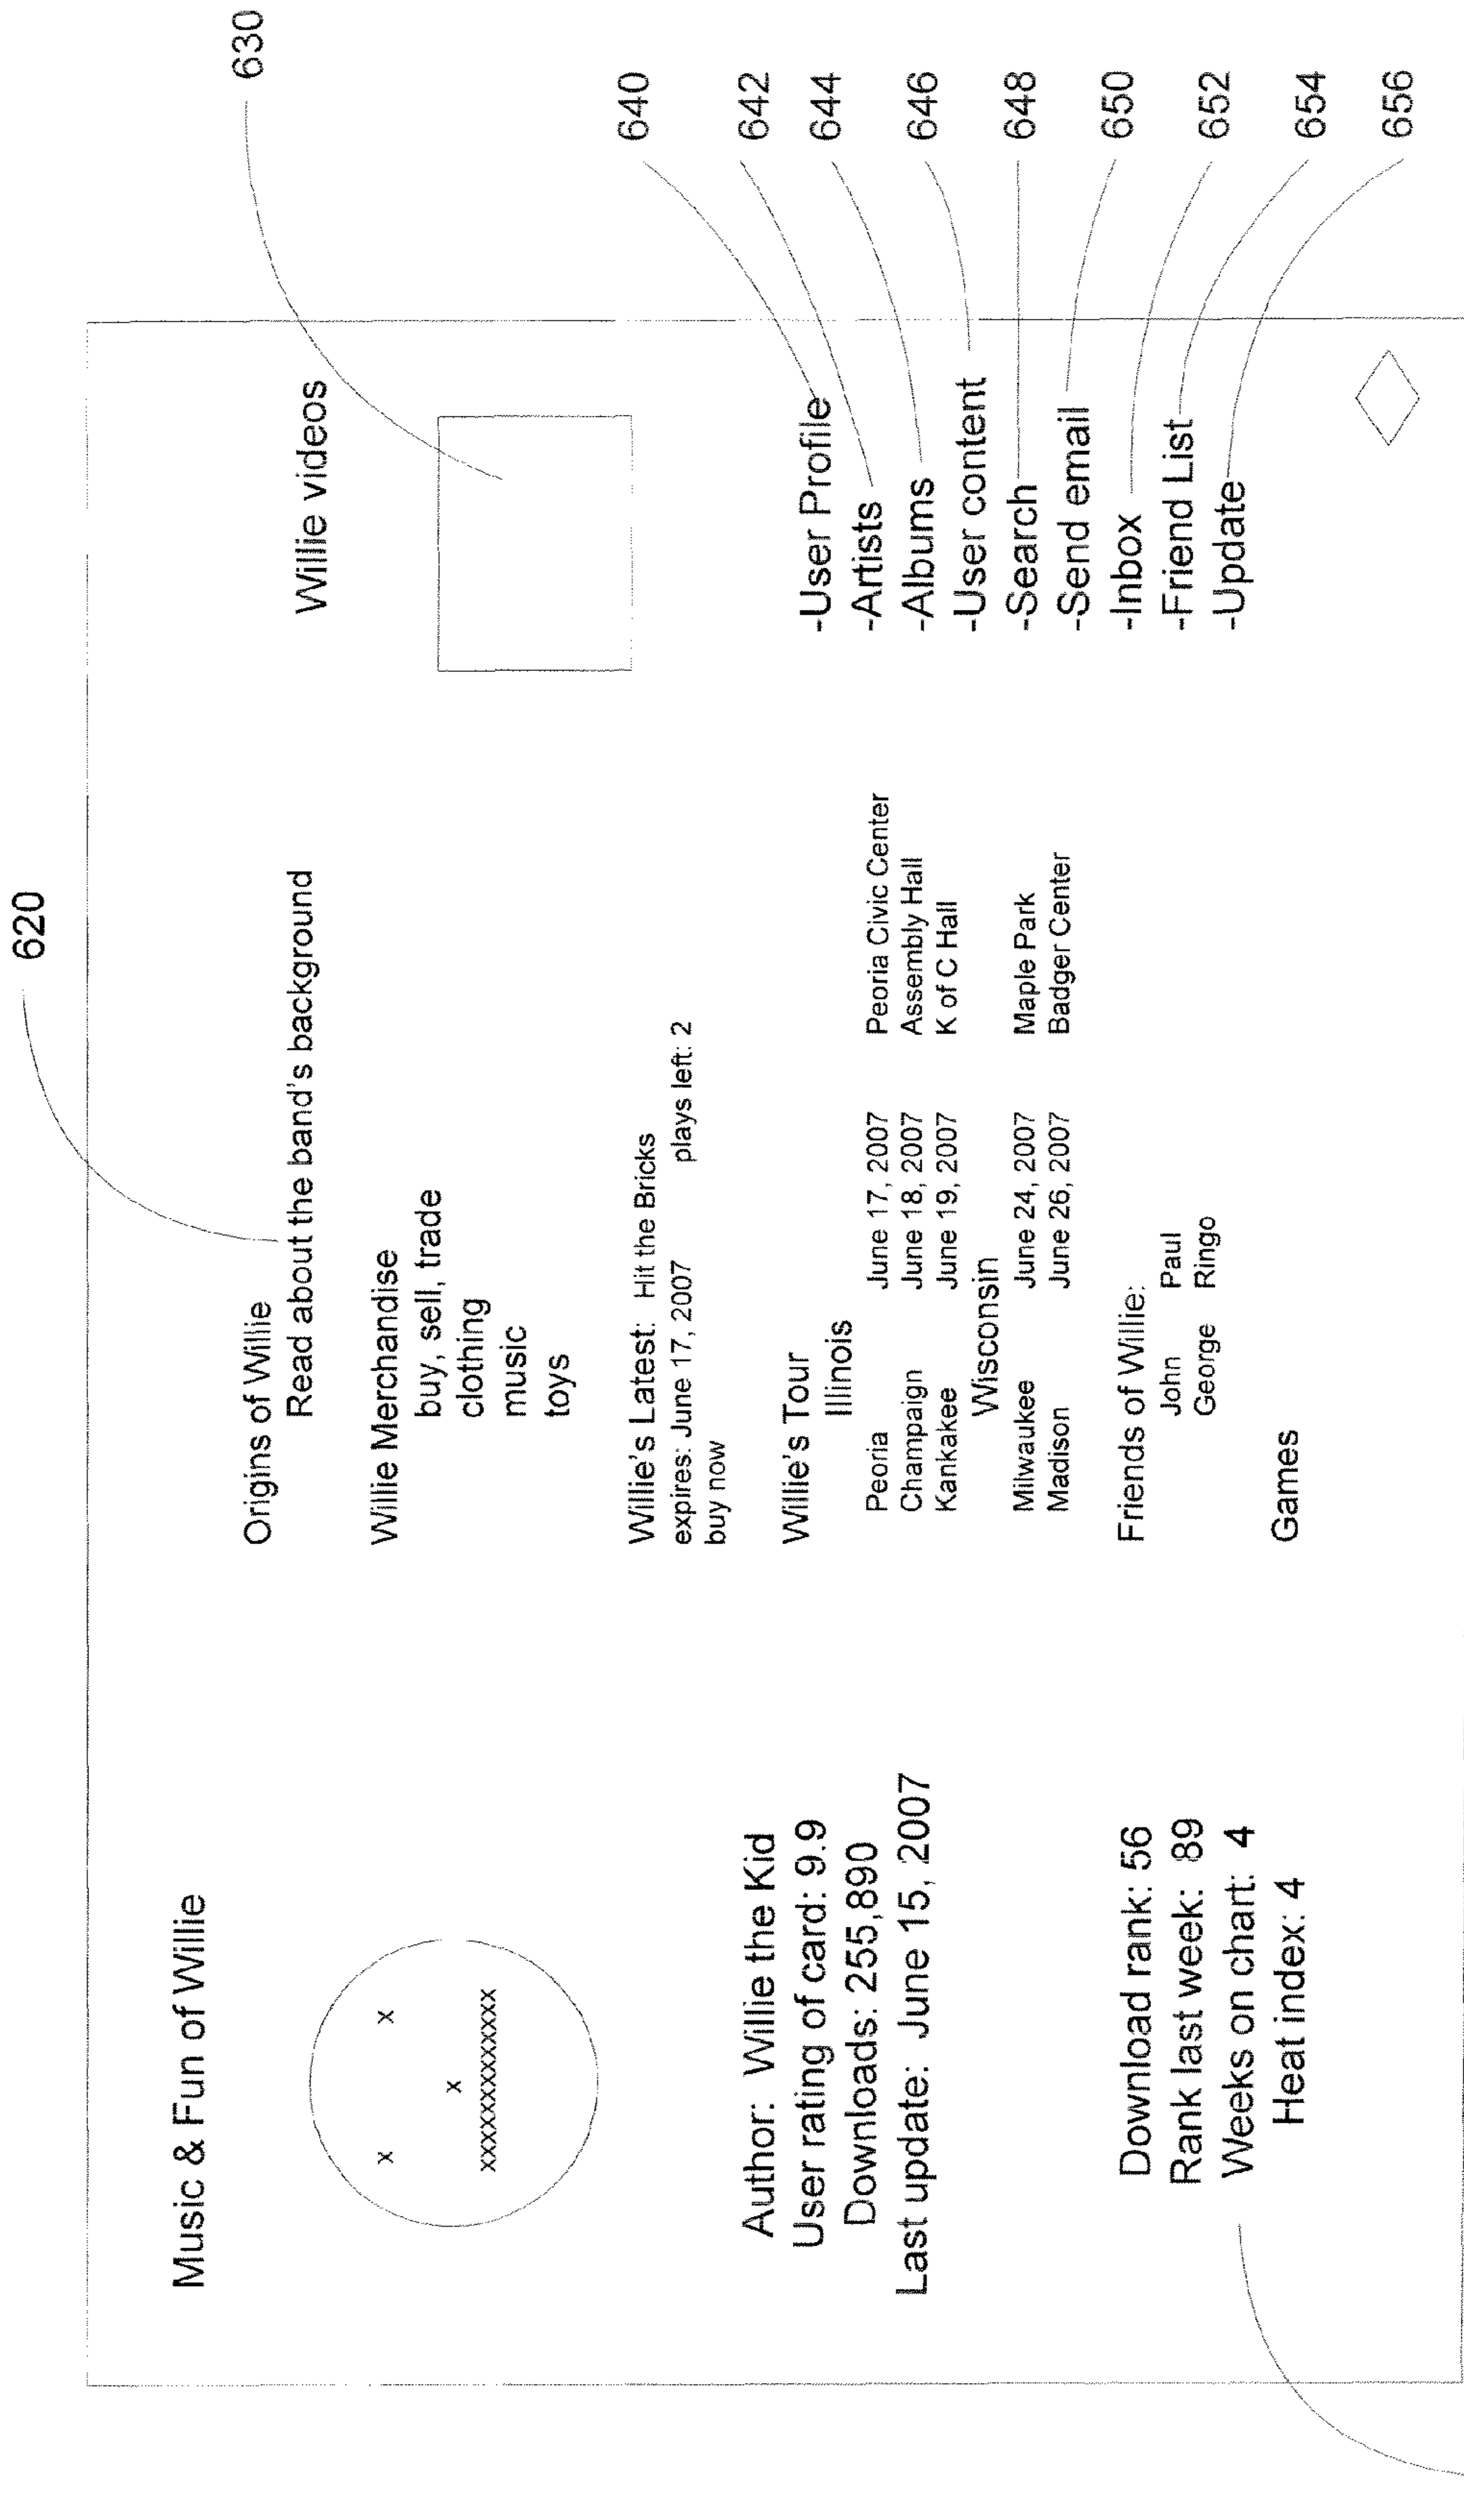 620
630
Music & Fun of Willie
Author: Willie the Kid
User rating of card: 9.9
Downloads: 255,890
Last update: June 15, 2007
Download rank: 56
Rank last week: 89
Weeks on chart: 4
Heat index: 4
Origins of Willie
Read about the band's background
Willie Merchandise
buy, sell, trade
clothing
music
toys
Willie's Latest: Hit the Bricks
expires: June 17, 2007 plays left: 2
buy now
Willie's Tour
Illinois
Peoria June 17, 2007 Peoria Civic Center
Champaign June 18, 2007 Assembly Hall
Kankakee June 19, 2007 K of C Hall
Wisconsin
Milwaukee June 24, 2007 Maple Park
Madison June 26, 2007 Badger Center
Friends of Willie:
John Paul
George Ringo
Games
Willie videos
-User Profile 640
-Artists 642
-Albums 644
-User content 646
-Search 648
-Send email 650
-Inbox 652
-Friend List 654
-Update 656
x x
x
xxxxxxxxxxxxxx